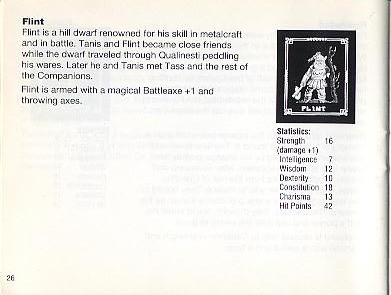 Flint
Flint is a hill dwarf renowned for his skill in metalcraft
and in battle. Tanis and Flint became close friends
while the dwarf traveled through Qualinesti peddling
his wares. Later he and Tanis met Tass and the rest of
the Companions.
Flint is armed with a magical Battleaxe +1 and
throwing axes.
FLINT
Statistics:
Strength 16
(damage +1)
Intelligence 7
Wisdom 12
Dexterity 10
Constitution 18
Charisma 13
Hit Points 42
26